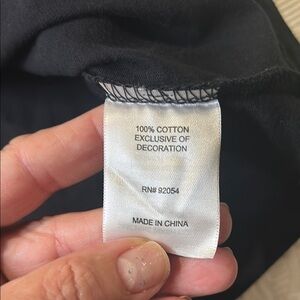 100% COTTON
EXCLUSIVE OF
DECORATION
RN# 92054
MADE IN CHINA